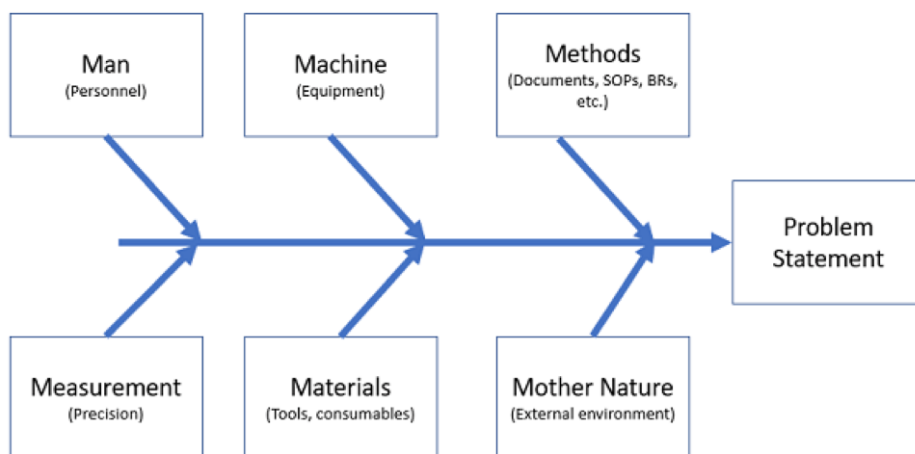 Man
(Personnel)
Machine
(Equipment)
Methods
(Documents, SOPs, BRs,
etc.)
Problem
Statement
Measurement
(Precision)
Materials
(Tools, consumables)
Mother Nature
(External environment)